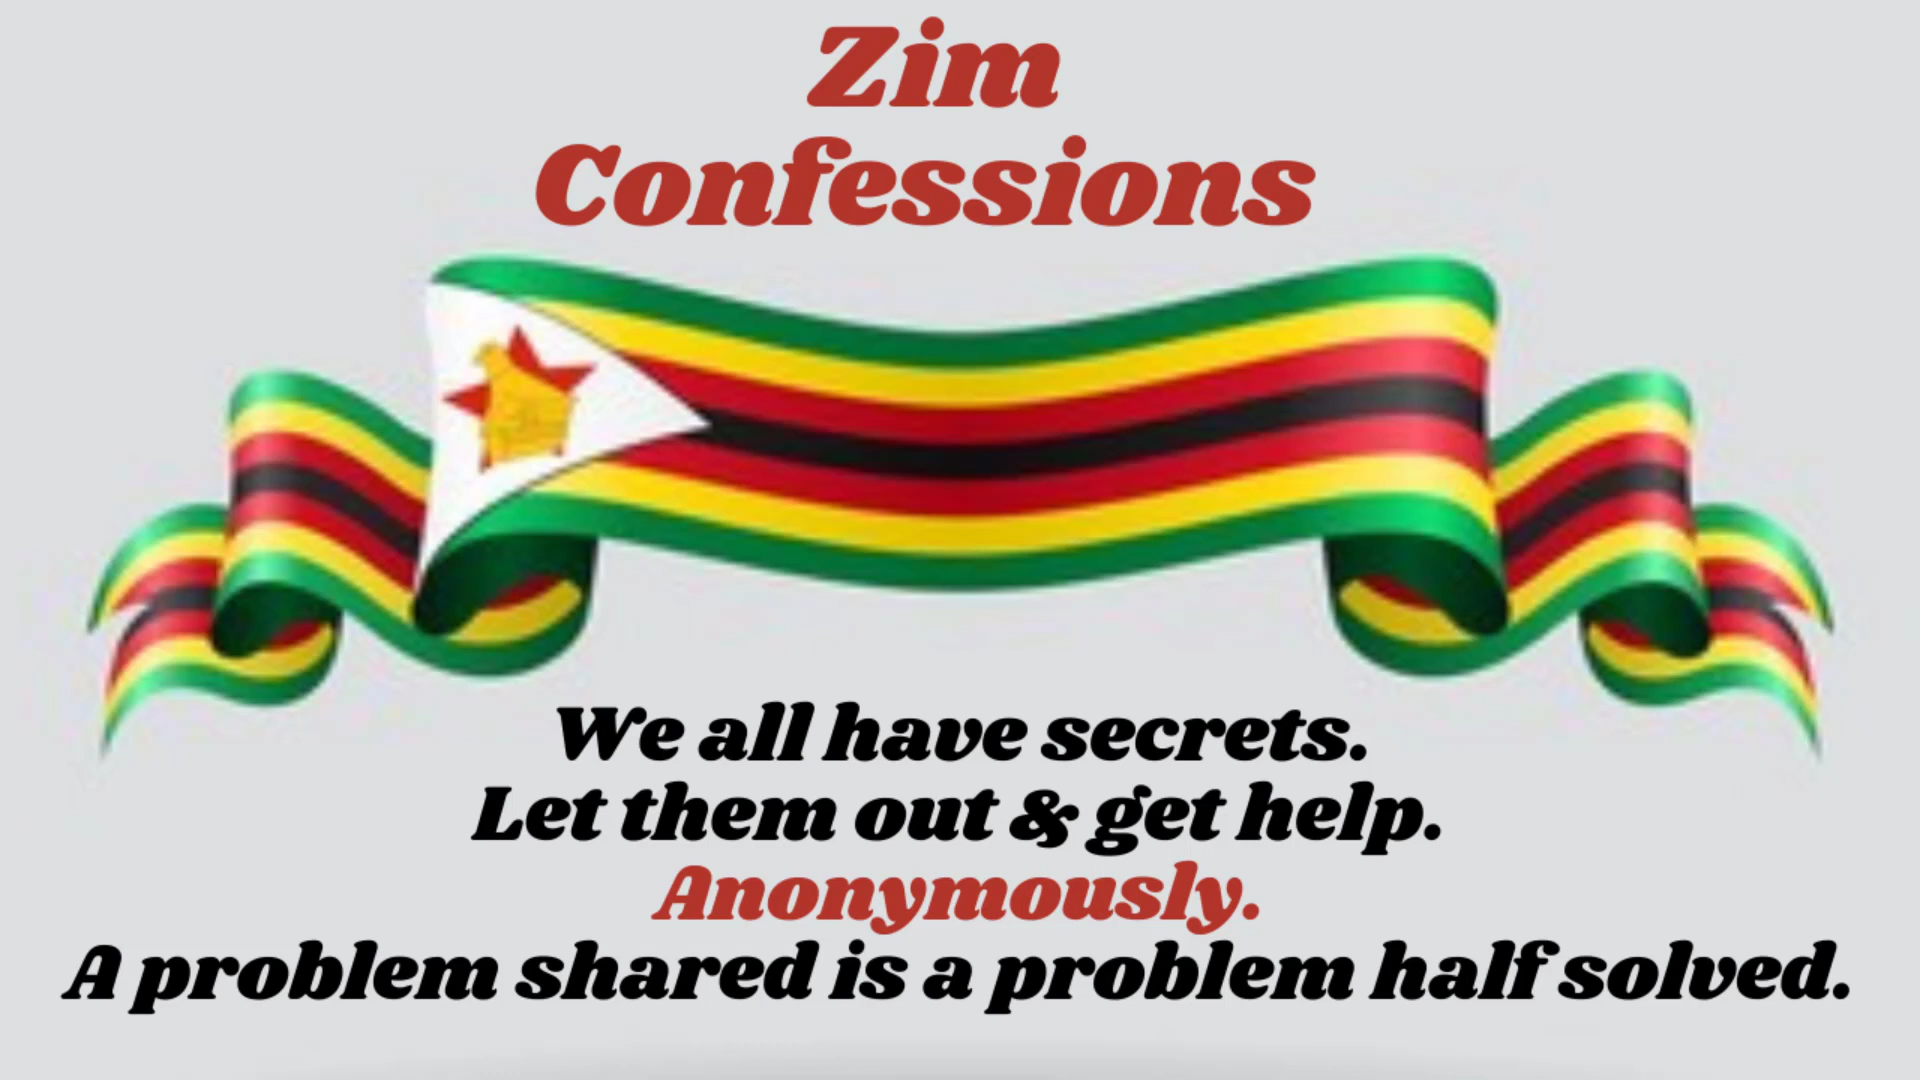 Zim
Confessions
We all have secrets.
Let them out & get help.
Anonymously.
A problem shared is a problem half solved.